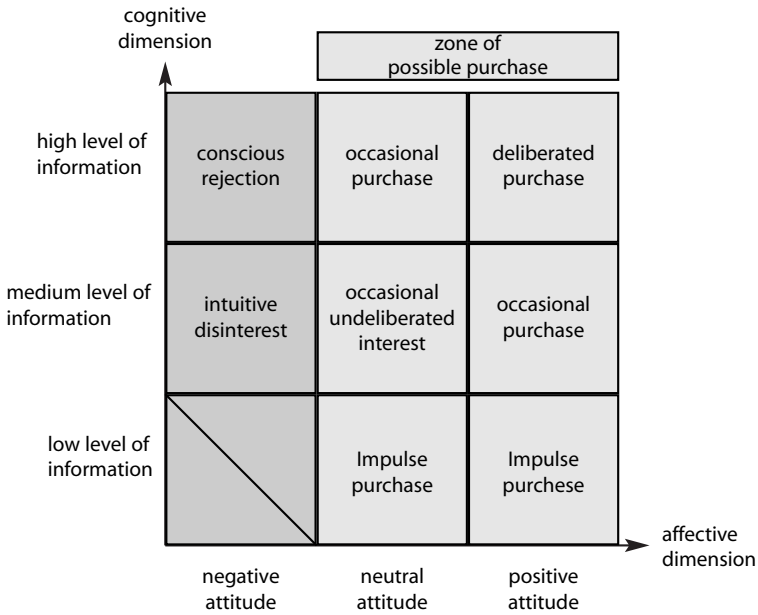 cognitive
dimension
zone of
possible purchase
high level of
information
conscious
rejection
occasional
purchase
deliberated
purchase
medium level of
information
intuitive
disinterest
occasional
undeliberated
interest
occasional
purchase
low level of
information
Impulse
purchase
Impulse
purchese
affective
dimension
negative
attitude
neutral
attitude
positive
attitude